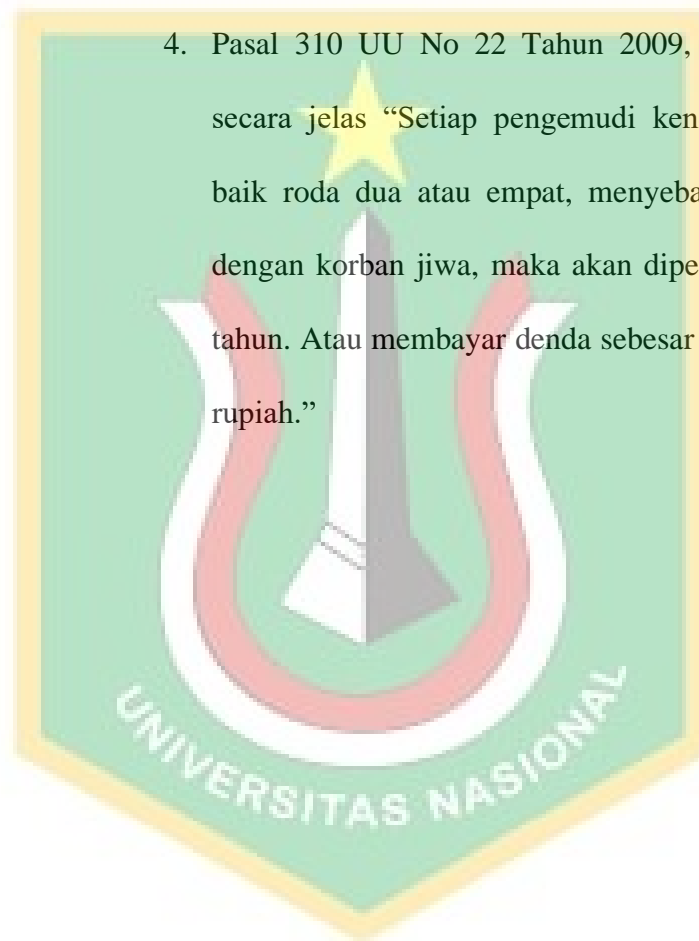 4. Pasal 310 UU No 22 Tahun 2009,
secara jelas “Setiap pengemudi ken
baik roda dua atau empat, menyeba
dengan korban jiwa, maka akan dipe
tahun. Atau membayar denda sebesar
rupiah.”
UNIVERSITAS NASIONAL